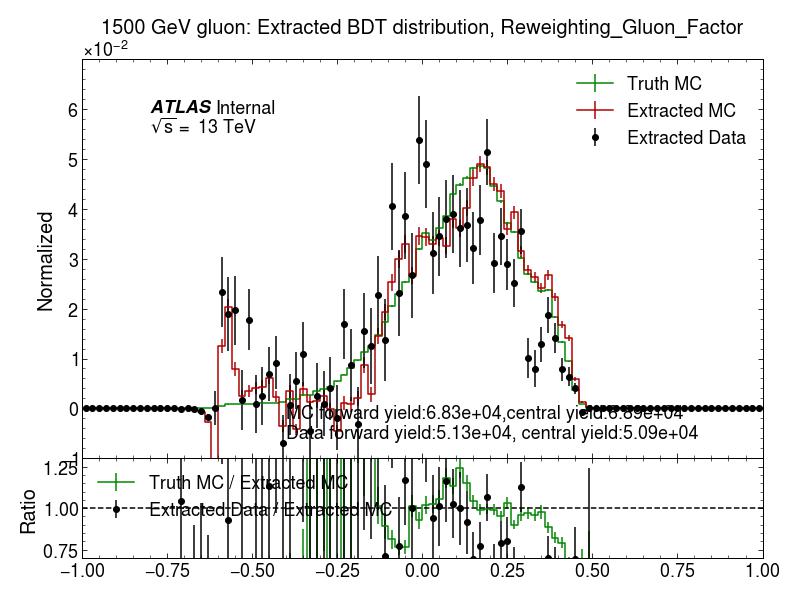 1500 GeV gluon: Extracted BDT distribution, Reweighting_Gluon_Factor
×10⁻²
ATLAS Internal
√s = 13 TeV
Truth MC
Extracted MC
Extracted Data
Normalized
6
5
4
3
2
1
0
MC forward yield:6.83e+04,central yield:6.89e+04
Data forward yield:5.13e+04, central yield:5.09e+04
Truth MC / Extracted MC
Extracted Data / Extracted MC
Ratio
1.25
1.00
0.75
−1.00 −0.75 −0.50 −0.25 0.00 0.25 0.50 0.75 1.00